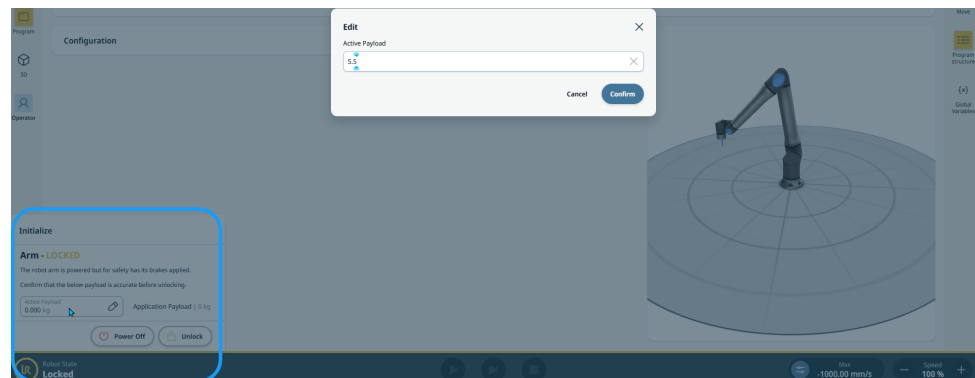 Program
3D
Operator
Configuration
Edit
Active Payload
5.5
Cancel
Confirm
Move
Program
structure
{x}
Global
Variables
Initialize
Arm - LOCKED
The robot arm is powered but for safety has its brakes applied.
Confirm that the below payload is accurate before unlocking.
Active Payload
0.000 kg
Application Payload | 0 kg
Power Off
Unlock
UR
Robot State
Locked
Max
-1000.00 mm/s
Speed
100 %